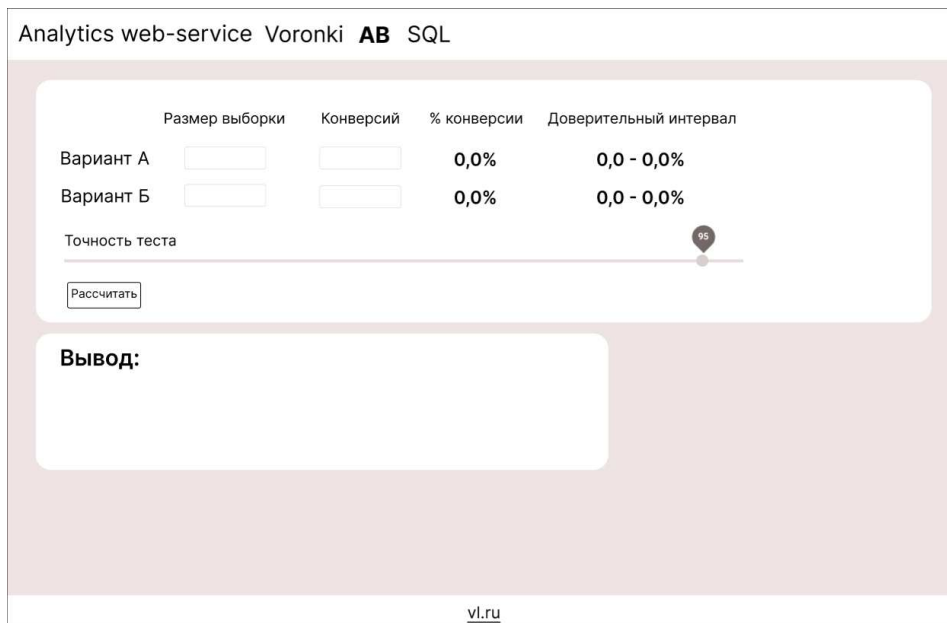 Analytics web-service Voronki AB SQL
Размер выборки Конверсий % конверсии Доверительный интервал
Вариант А 0,0% 0,0 - 0,0%
Вариант Б 0,0% 0,0 - 0,0%
Точность теста 95
Рассчитать
Вывод:
vl.ru